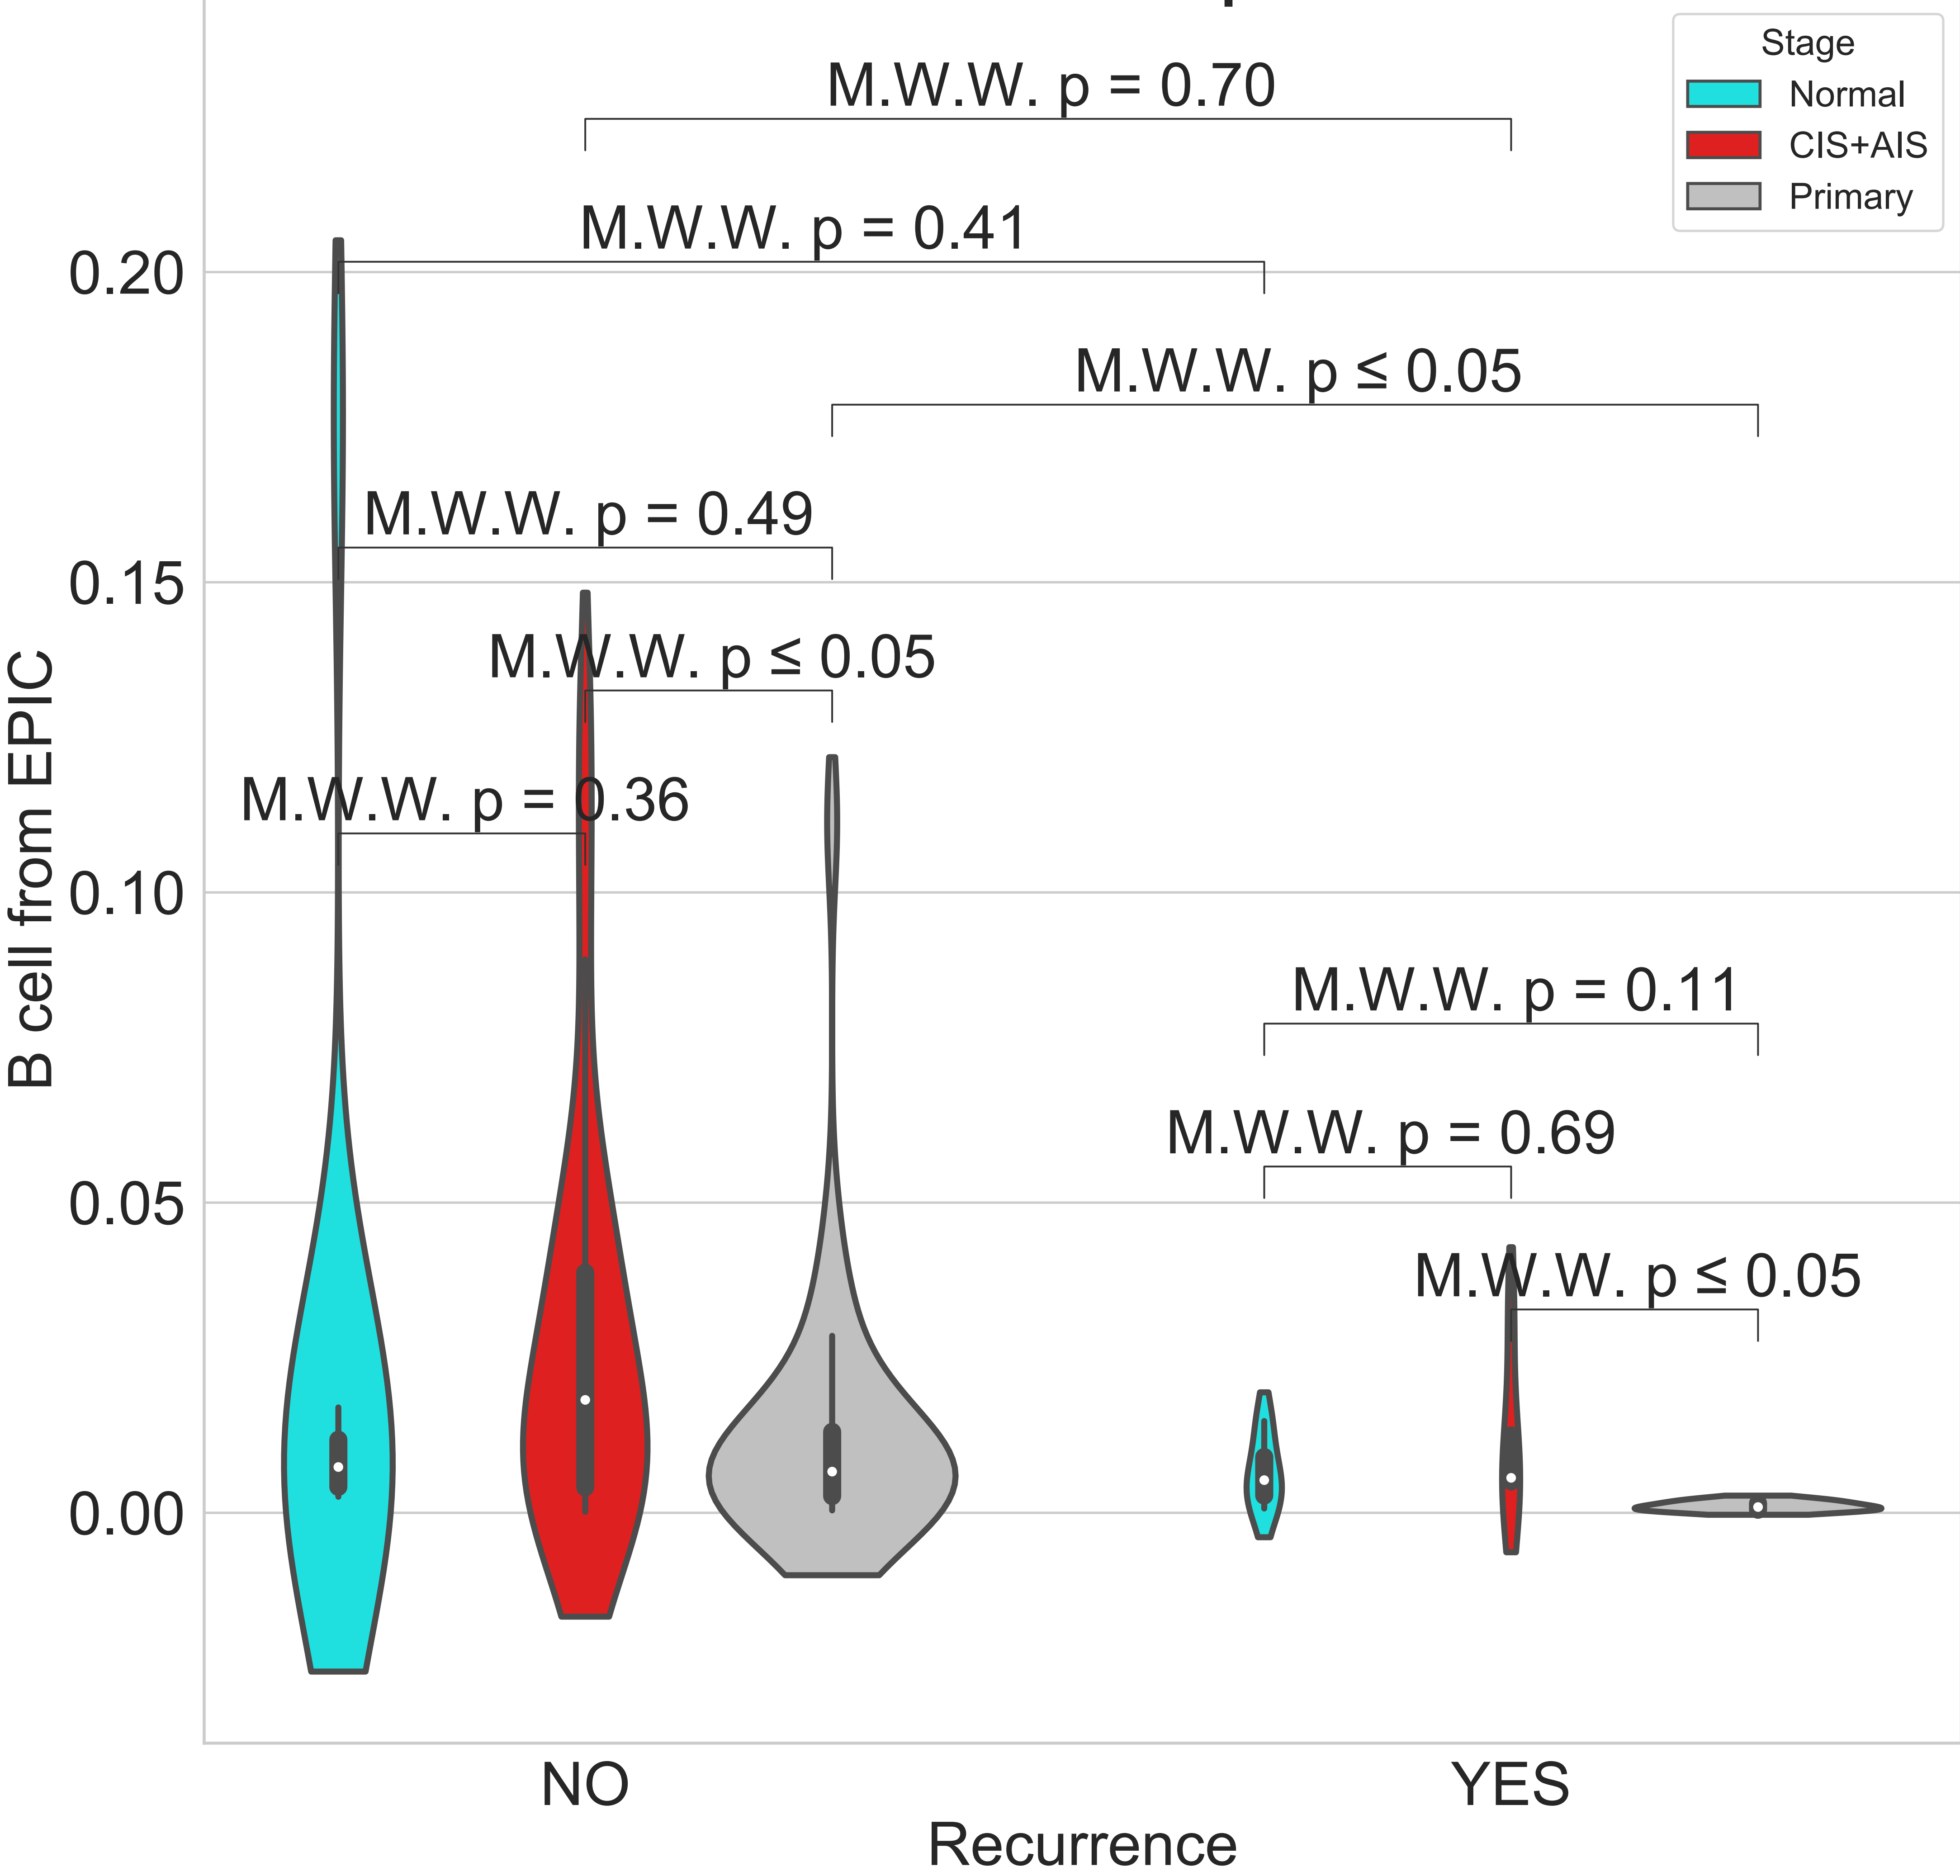 Stage
Normal
CIS+AIS
Primary
M.W.W. p = 0.70
M.W.W. p = 0.41
M.W.W. p ≤ 0.05
M.W.W. p = 0.49
M.W.W. p ≤ 0.05
M.W.W. p = 0.36
M.W.W. p = 0.11
M.W.W. p = 0.69
M.W.W. p ≤ 0.05
0.20
0.15
0.10
0.05
0.00
B cell from EPIC
NO
YES
Recurrence